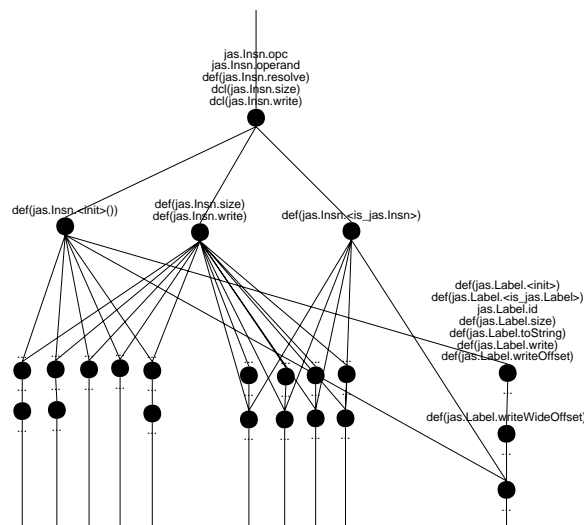 jas.Insn.opc
jas.Insn.operand
def(jas.Insn.resolve)
dcl(jas.Insn.size)
dcl(jas.Insn.write)
def(jas.Insn.<init>())
def(jas.Insn.size)
def(jas.Insn.write)
def(jas.Insn.<is_jas.Insn>)
def(jas.Label.<init>)
def(jas.Label.<is_jas.Label>)
jas.Label.id
def(jas.Label.size)
def(jas.Label.toString)
def(jas.Label.write)
def(jas.Label.writeOffset)
... ... ... ... ... ... ... ... ...
... ... ... ... ... ... ... ...
def(jas.Label.writeWideOffset)
... ... ... ... ... ... ... ...
...
...